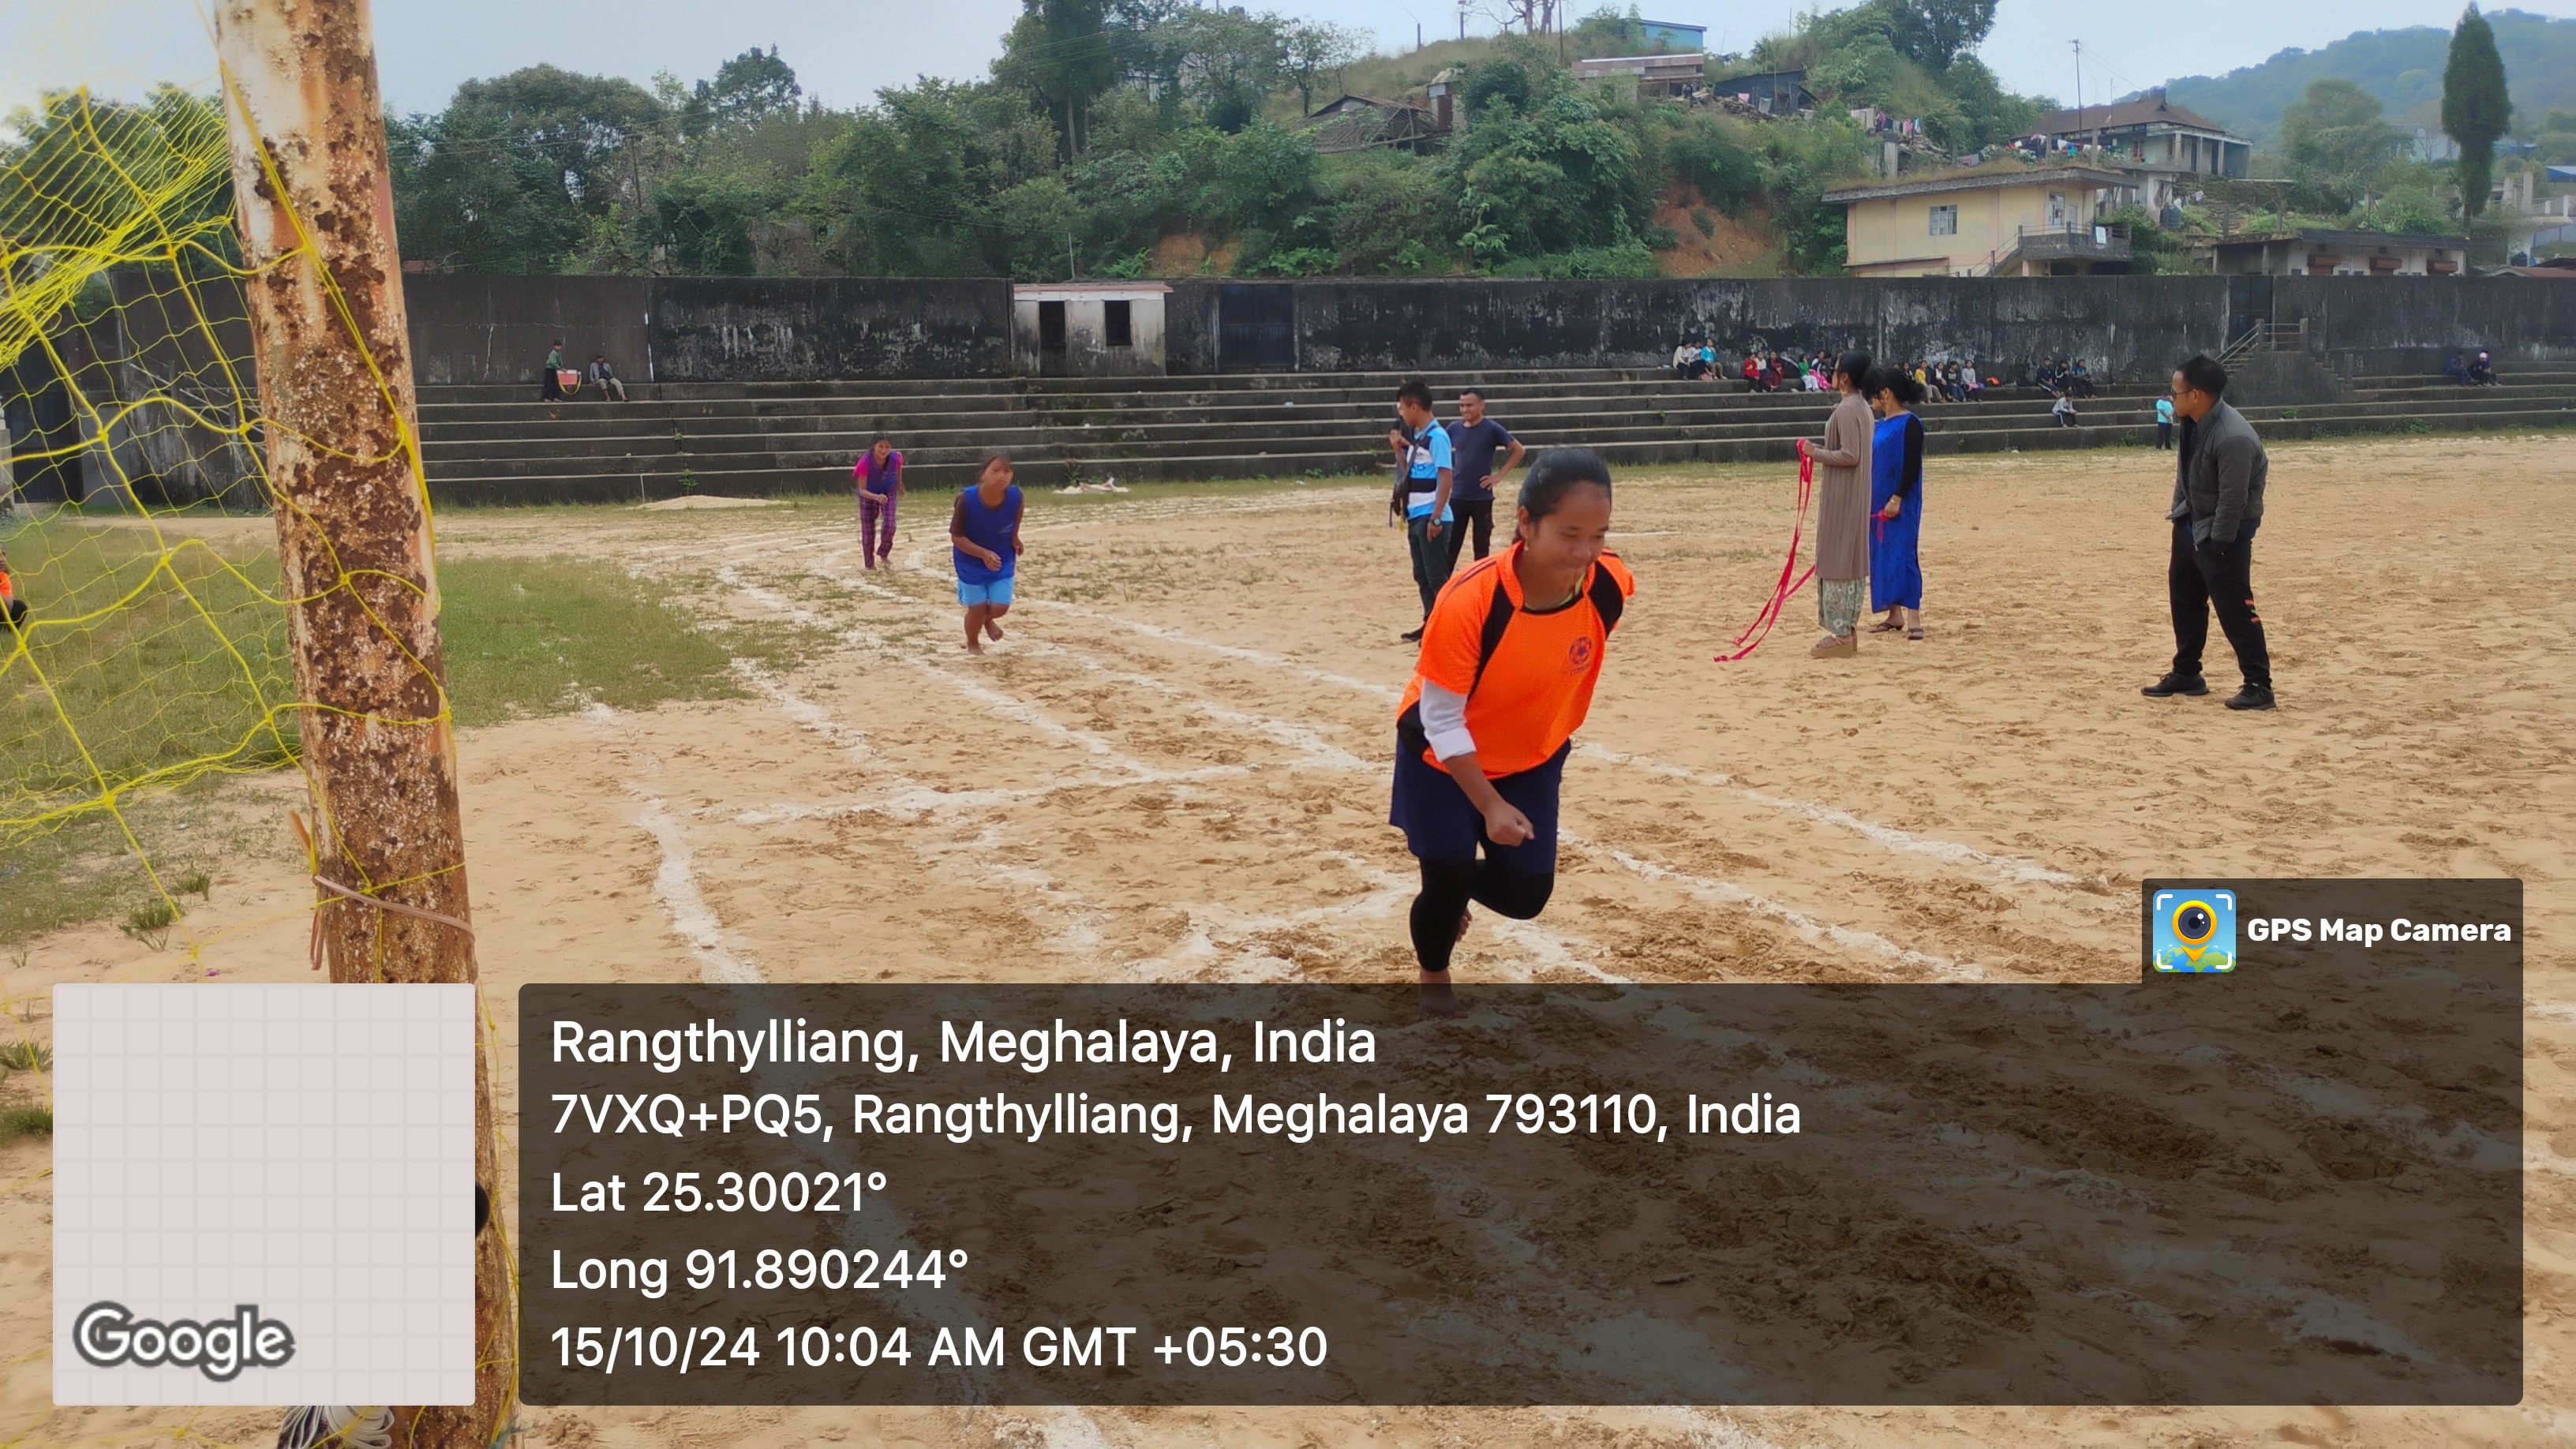 GPS Map Camera
Rangthylliang, Meghalaya, India
7VXQ+PQ5, Rangthylliang, Meghalaya 793110, India
Lat 25.30021°
Long 91.890244°
15/10/24 10:04 AM GMT +05:30
Google